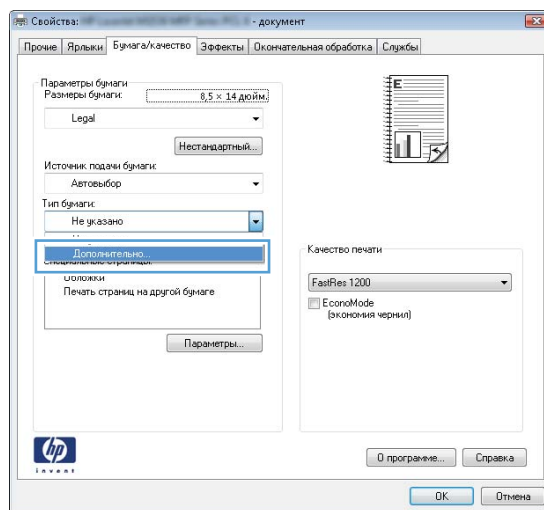 Свойства: - документ
Прочие Ярлыки Бумага/качество Эффекты Окончательная обработка Службы
Параметры бумаги
Размеры бумаги: 8,5 × 14 дюйм.
Legal
Нестандартный...
Источник подачи бумаги:
Автовыбор
Тип бумаги:
Не указано
Дополнительно...
Обложки
Печать страниц на другой бумаге
Параметры...
E
Качество печати
FastRes 1200
EconoMode
(экономия чернил)
hp
invent
О программе... Справка
OK Отмена